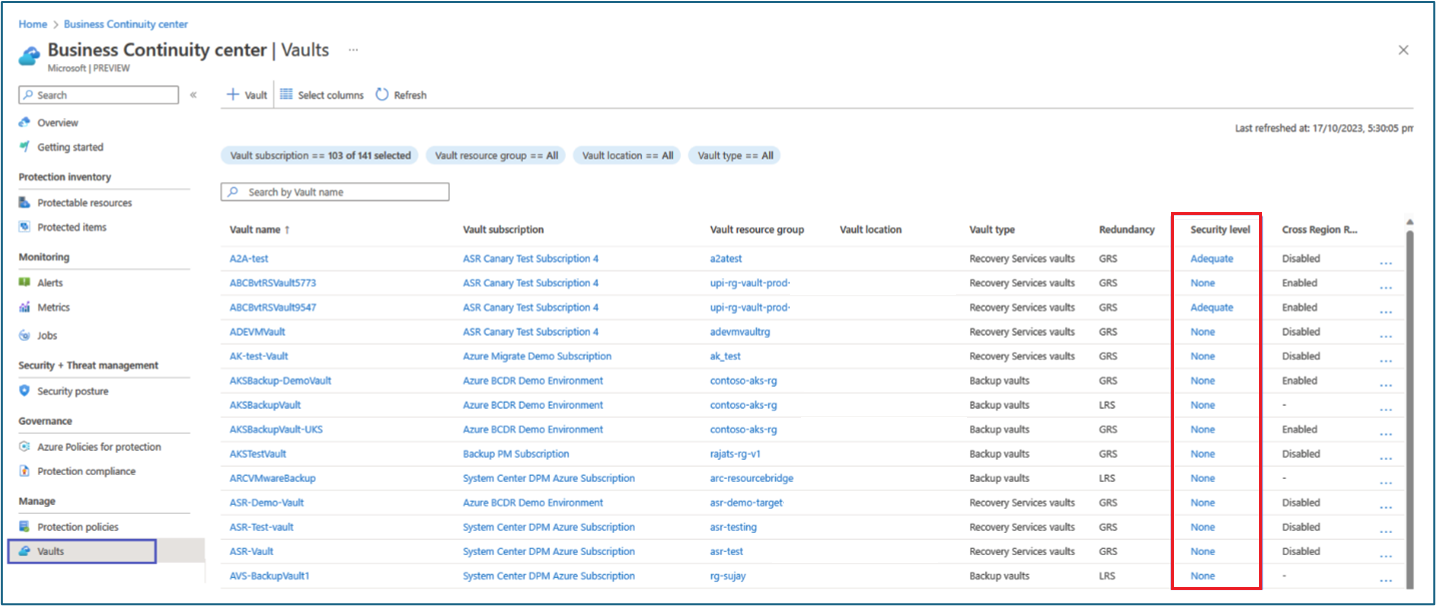 Home > Business Continuity center
Business Continuity center | Vaults ...
Microsoft | PREVIEW
Search «
Overview
Getting started
Protection inventory
Protectable resources
Protected items
Monitoring
Alerts
Metrics
Jobs
Security + Threat management
Security posture
Governance
Azure Policies for protection
Protection compliance
Manage
Protection policies
Vaults
+ Vault Select columns Refresh
Last refreshed at: 17/10/2023, 5:30:05 pm
Vault subscription == 103 of 141 selected Vault resource group == All Vault location == All Vault type == All
Search by Vault name
Vault name ↑ Vault subscription Vault resource group Vault location Vault type Redundancy Security level Cross Region R...
A2A-test ASR Canary Test Subscription 4 a2atest Recovery Services vaults GRS Adequate Disabled ...
ABCBvtRSVault5773 ASR Canary Test Subscription 4 upi-rg-vault-prod- Recovery Services vaults GRS None Enabled ...
ABCBvtRSVault9547 ASR Canary Test Subscription 4 upi-rg-vault-prod- Recovery Services vaults GRS Adequate Enabled ...
ADEVMVault ASR Canary Test Subscription 4 adevmvaultrg Recovery Services vaults GRS None Disabled ...
AK-test-Vault Azure Migrate Demo Subscription ak_test Recovery Services vaults GRS None Disabled ...
AKSBackup-DemoVault Azure BCDR Demo Environment contoso-aks-rg Backup vaults GRS None Enabled ...
AKSBackupVault Azure BCDR Demo Environment contoso-aks-rg Backup vaults LRS None - ...
AKSBackupVault-UKS Azure BCDR Demo Environment contoso-aks-rg Backup vaults GRS None Enabled ...
AKSTestVault Backup PM Subscription rajats-rg-v1 Backup vaults GRS None Disabled ...
ARCVMwareBackup System Center DPM Azure Subscription arc-resourcebridge Backup vaults LRS None - ...
ASR-Demo-Vault Azure BCDR Demo Environment asr-demo-target Recovery Services vaults GRS None Disabled ...
ASR-Test-vault System Center DPM Azure Subscription asr-testing Recovery Services vaults GRS None Disabled ...
ASR-Vault System Center DPM Azure Subscription asr-test Recovery Services vaults GRS None Disabled ...
AVS-BackupVault1 System Center DPM Azure Subscription rg-sujay Backup vaults LRS None - ...